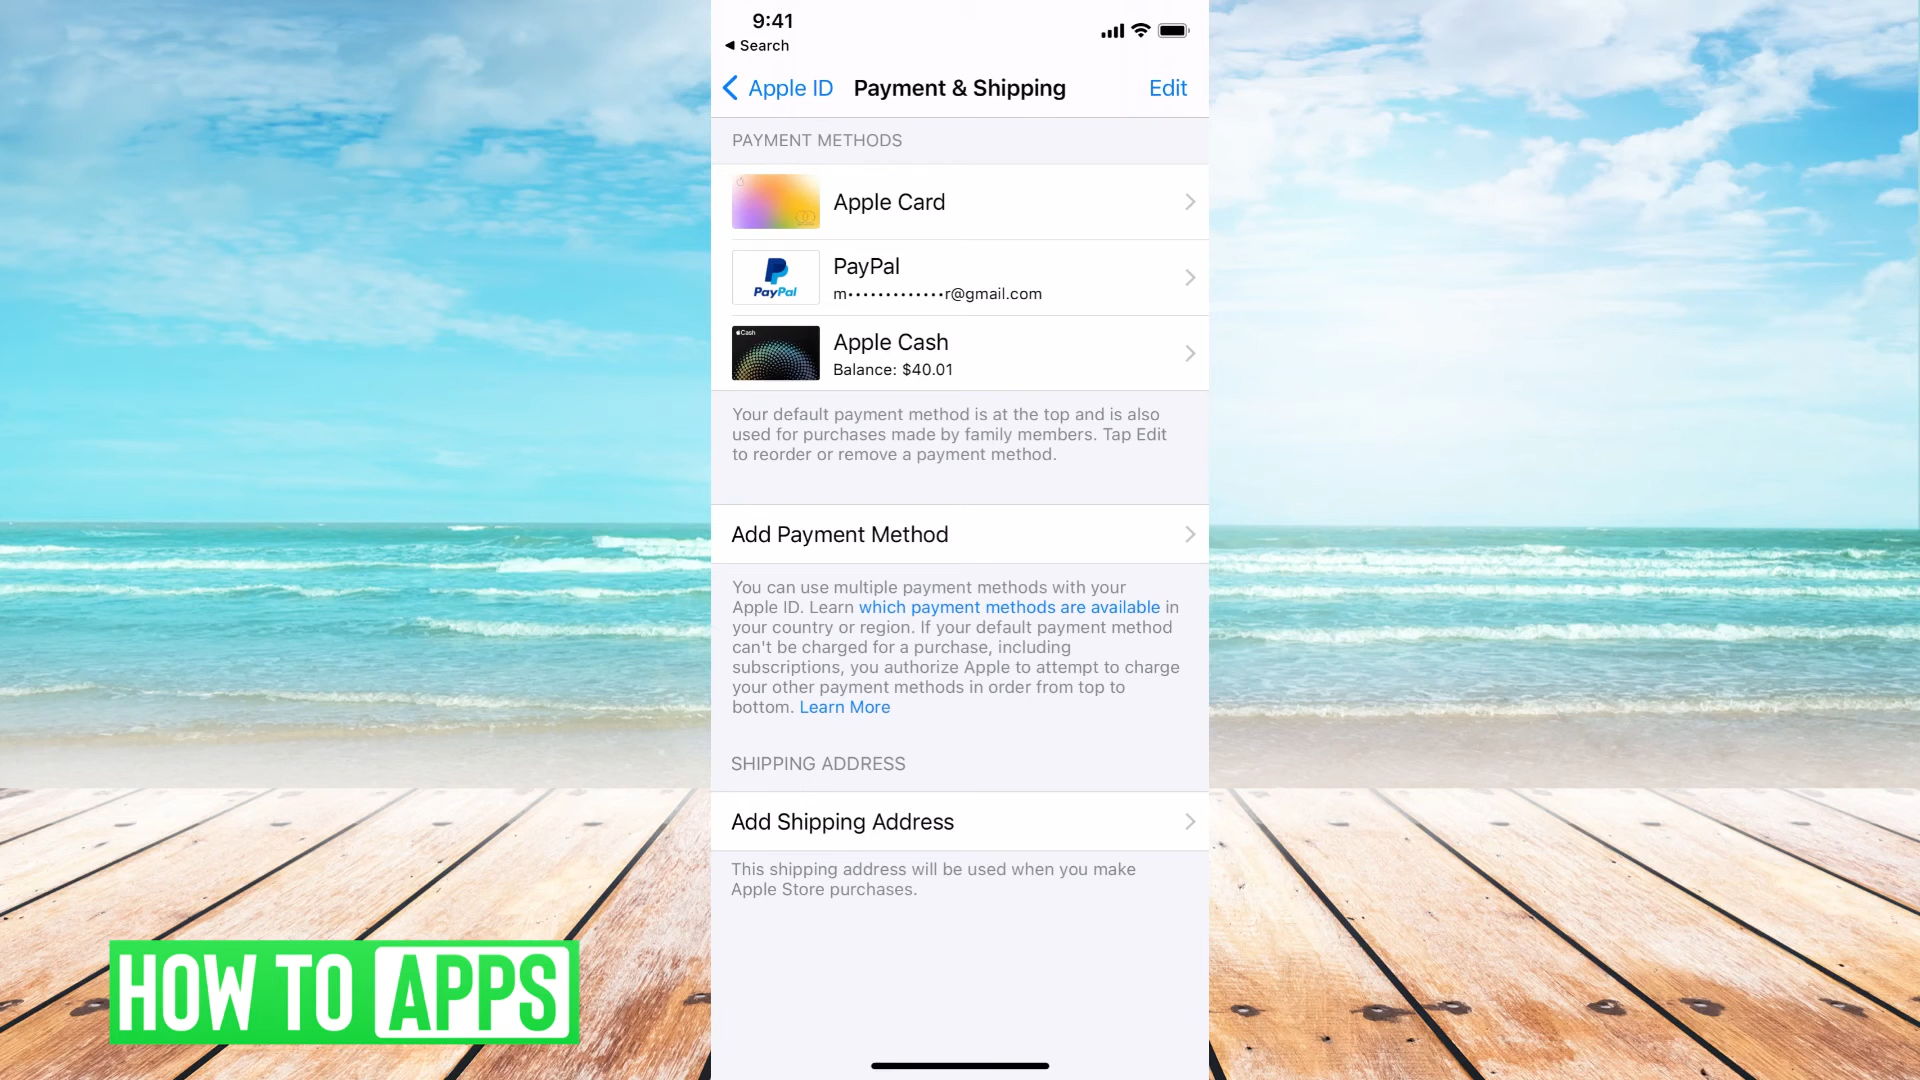 9:41
◀ Search
Apple ID Payment & Shipping Edit
PAYMENT METHODS
Apple Card
PayPal
PayPal
m•••••••••••••r@gmail.com
Cash
Apple Cash
Balance: $40.01
Your default payment method is at the top and is also
used for purchases made by family members. Tap Edit
to reorder or remove a payment method.
Add Payment Method
You can use multiple payment methods with your
Apple ID. Learn which payment methods are available in
your country or region. If your default payment method
can't be charged for a purchase, including
subscriptions, you authorize Apple to attempt to charge
your other payment methods in order from top to
bottom. Learn More
SHIPPING ADDRESS
Add Shipping Address
This shipping address will be used when you make
Apple Store purchases.
HOW TO APPS